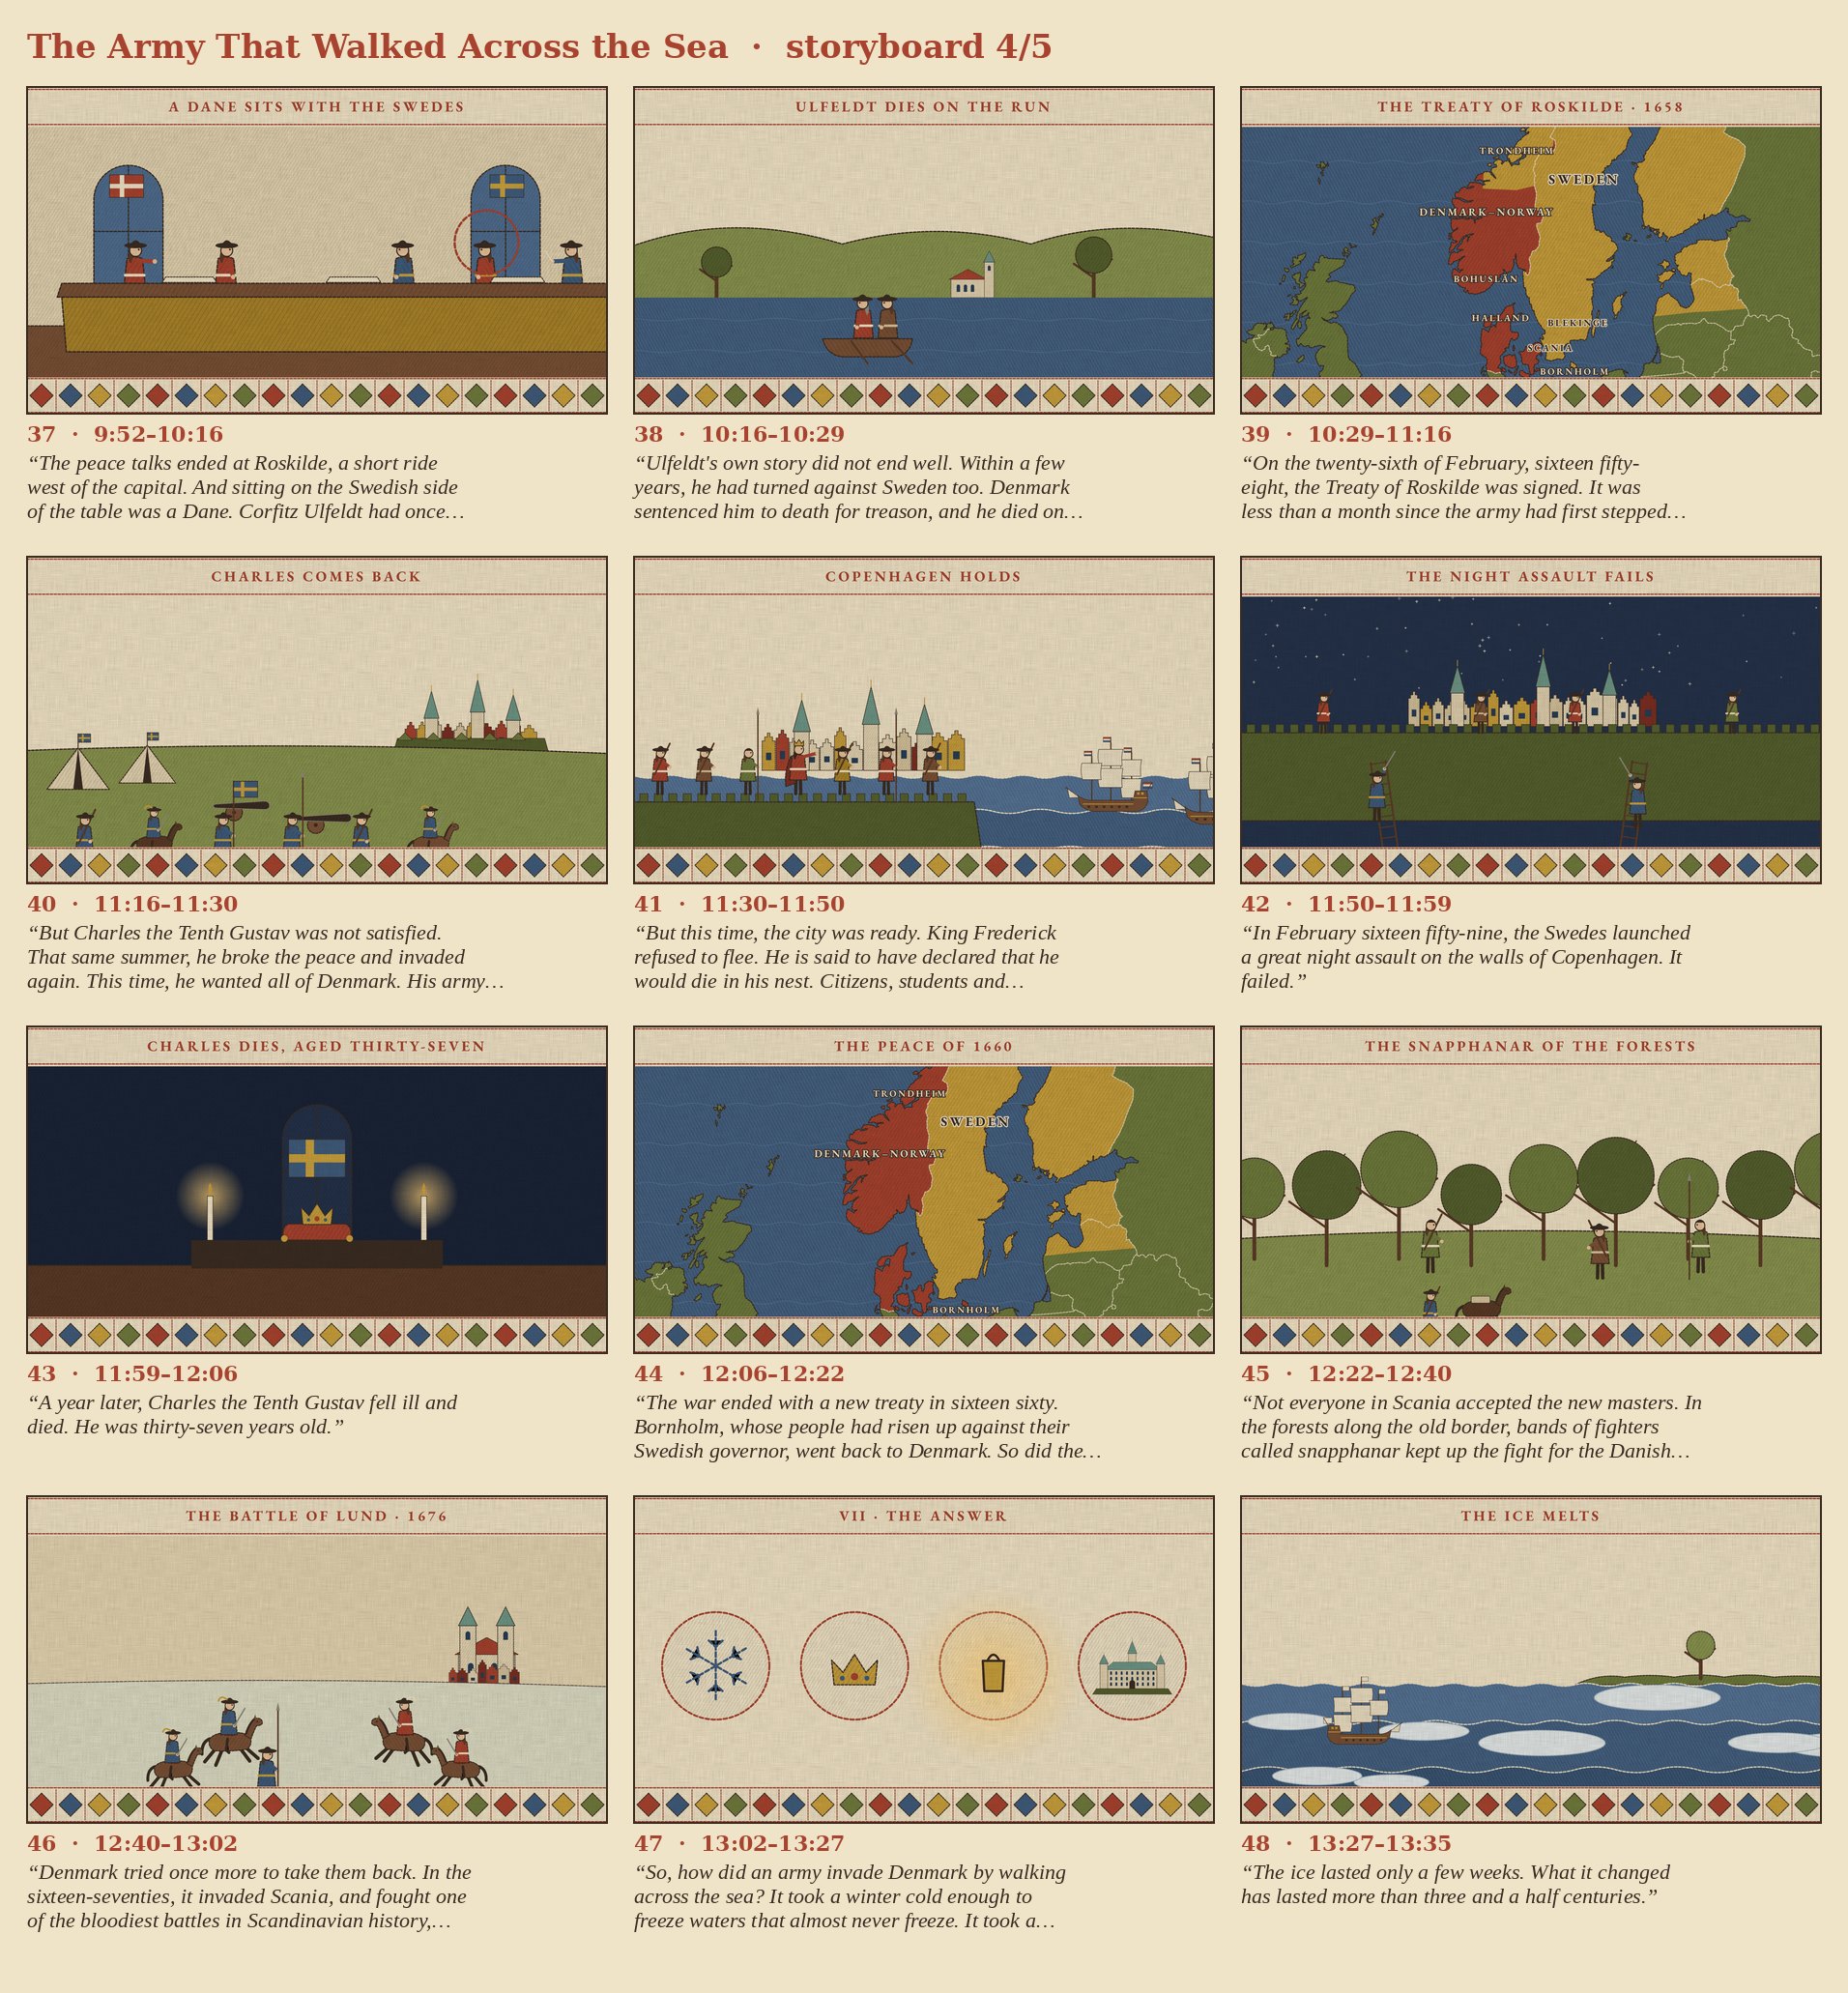 The Army That Walked Across the Sea · storyboard 4/5
A DANE SITS WITH THE SWEDES
37 · 9:52–10:16
“The peace talks ended at Roskilde, a short ride
west of the capital. And sitting on the Swedish side
of the table was a Dane. Corfitz Ulfeldt had once…
ULFELDT DIES ON THE RUN
38 · 10:16–10:29
“Ulfeldt's own story did not end well. Within a few
years, he had turned against Sweden too. Denmark
sentenced him to death for treason, and he died on…
THE TREATY OF ROSKILDE · 1658
TRONDHEIM
SWEDEN
DENMARK–NORWAY
BOHUSLÄN
HALLAND
BLEKINGE
SCANIA
BORNHOLM
39 · 10:29–11:16
“On the twenty-sixth of February, sixteen fifty-
eight, the Treaty of Roskilde was signed. It was
less than a month since the army had first stepped…
CHARLES COMES BACK
40 · 11:16–11:30
“But Charles the Tenth Gustav was not satisfied.
That same summer, he broke the peace and invaded
again. This time, he wanted all of Denmark. His army…
COPENHAGEN HOLDS
41 · 11:30–11:50
“But this time, the city was ready. King Frederick
refused to flee. He is said to have declared that he
would die in his nest. Citizens, students and…
THE NIGHT ASSAULT FAILS
42 · 11:50–11:59
“In February sixteen fifty-nine, the Swedes launched
a great night assault on the walls of Copenhagen. It
failed.”
CHARLES DIES, AGED THIRTY-SEVEN
43 · 11:59–12:06
“A year later, Charles the Tenth Gustav fell ill and
died. He was thirty-seven years old.”
THE PEACE OF 1660
TRONDHEIM
SWEDEN
DENMARK–NORWAY
BORNHOLM
44 · 12:06–12:22
“The war ended with a new treaty in sixteen sixty.
Bornholm, whose people had risen up against their
Swedish governor, went back to Denmark. So did the…
THE SNAPPHANAR OF THE FORESTS
45 · 12:22–12:40
“Not everyone in Scania accepted the new masters. In
the forests along the old border, bands of fighters
called snapphanar kept up the fight for the Danish…
THE BATTLE OF LUND · 1676
46 · 12:40–13:02
“Denmark tried once more to take them back. In the
sixteen-seventies, it invaded Scania, and fought one
of the bloodiest battles in Scandinavian history,…
VII · THE ANSWER
47 · 13:02–13:27
“So, how did an army invade Denmark by walking
across the sea? It took a winter cold enough to
freeze waters that almost never freeze. It took a…
THE ICE MELTS
48 · 13:27–13:35
“The ice lasted only a few weeks. What it changed
has lasted more than three and a half centuries.”